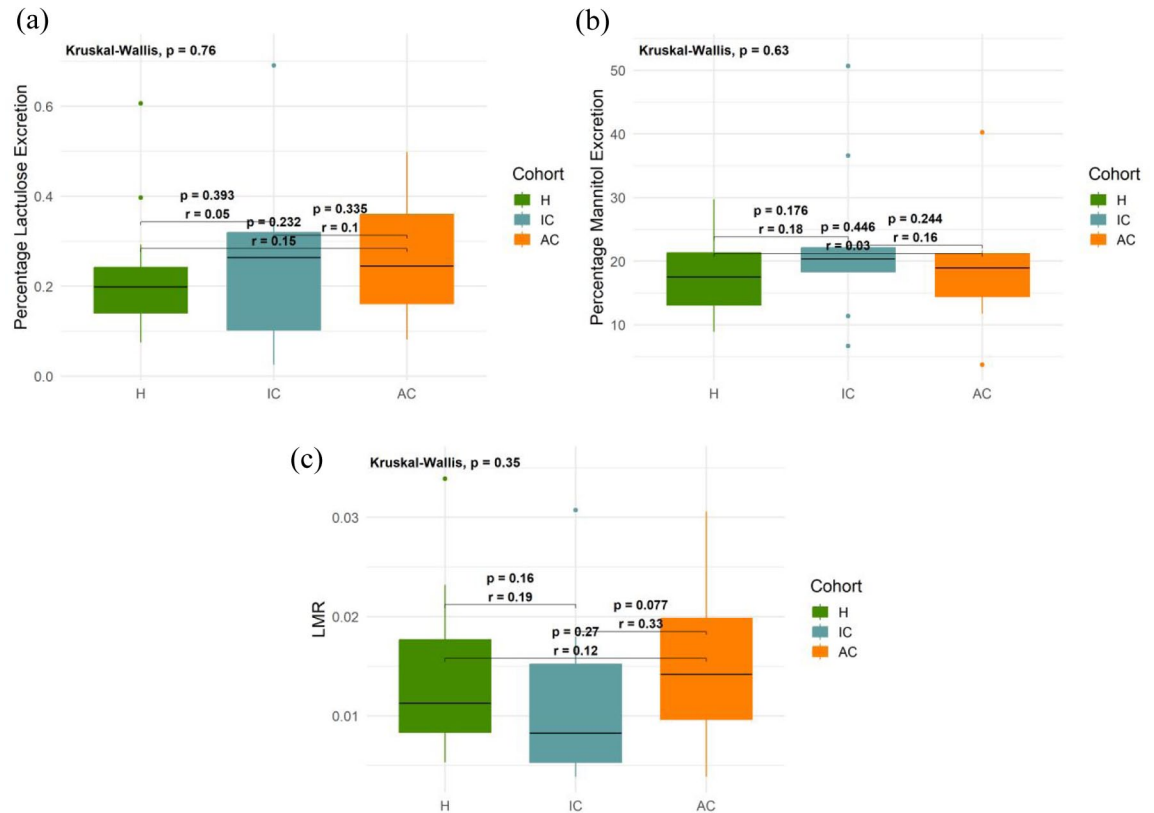 (a)
Kruskal-Wallis, p = 0.76
Percentage Lactulose Excretion
0.6
0.4
0.2
0.0
p = 0.393
r = 0.05
p = 0.232
r = 0.15
p = 0.335
r = 0.1
H
IC
AC
Cohort
H
IC
AC
(b)
Kruskal-Wallis, p = 0.63
Percentage Mannitol Excretion
50
40
30
20
10
p = 0.176
r = 0.18
p = 0.446
r = 0.03
p = 0.244
r = 0.16
H
IC
AC
Cohort
H
IC
AC
(c)
Kruskal-Wallis, p = 0.35
LMR
0.03
0.02
0.01
p = 0.16
r = 0.19
p = 0.077
r = 0.33
p = 0.27
r = 0.12
H
IC
AC
Cohort
H
IC
AC